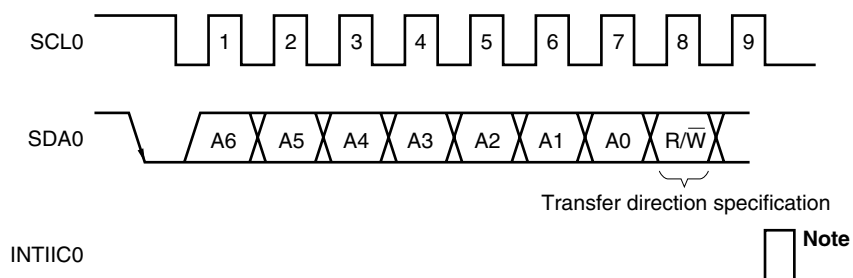 SCL0 1 2 3 4 5 6 7 8 9
SDA0 A6 A5 A4 A3 A2 A1 A0 R/W̅
Transfer direction specification
INTIIC0 Note